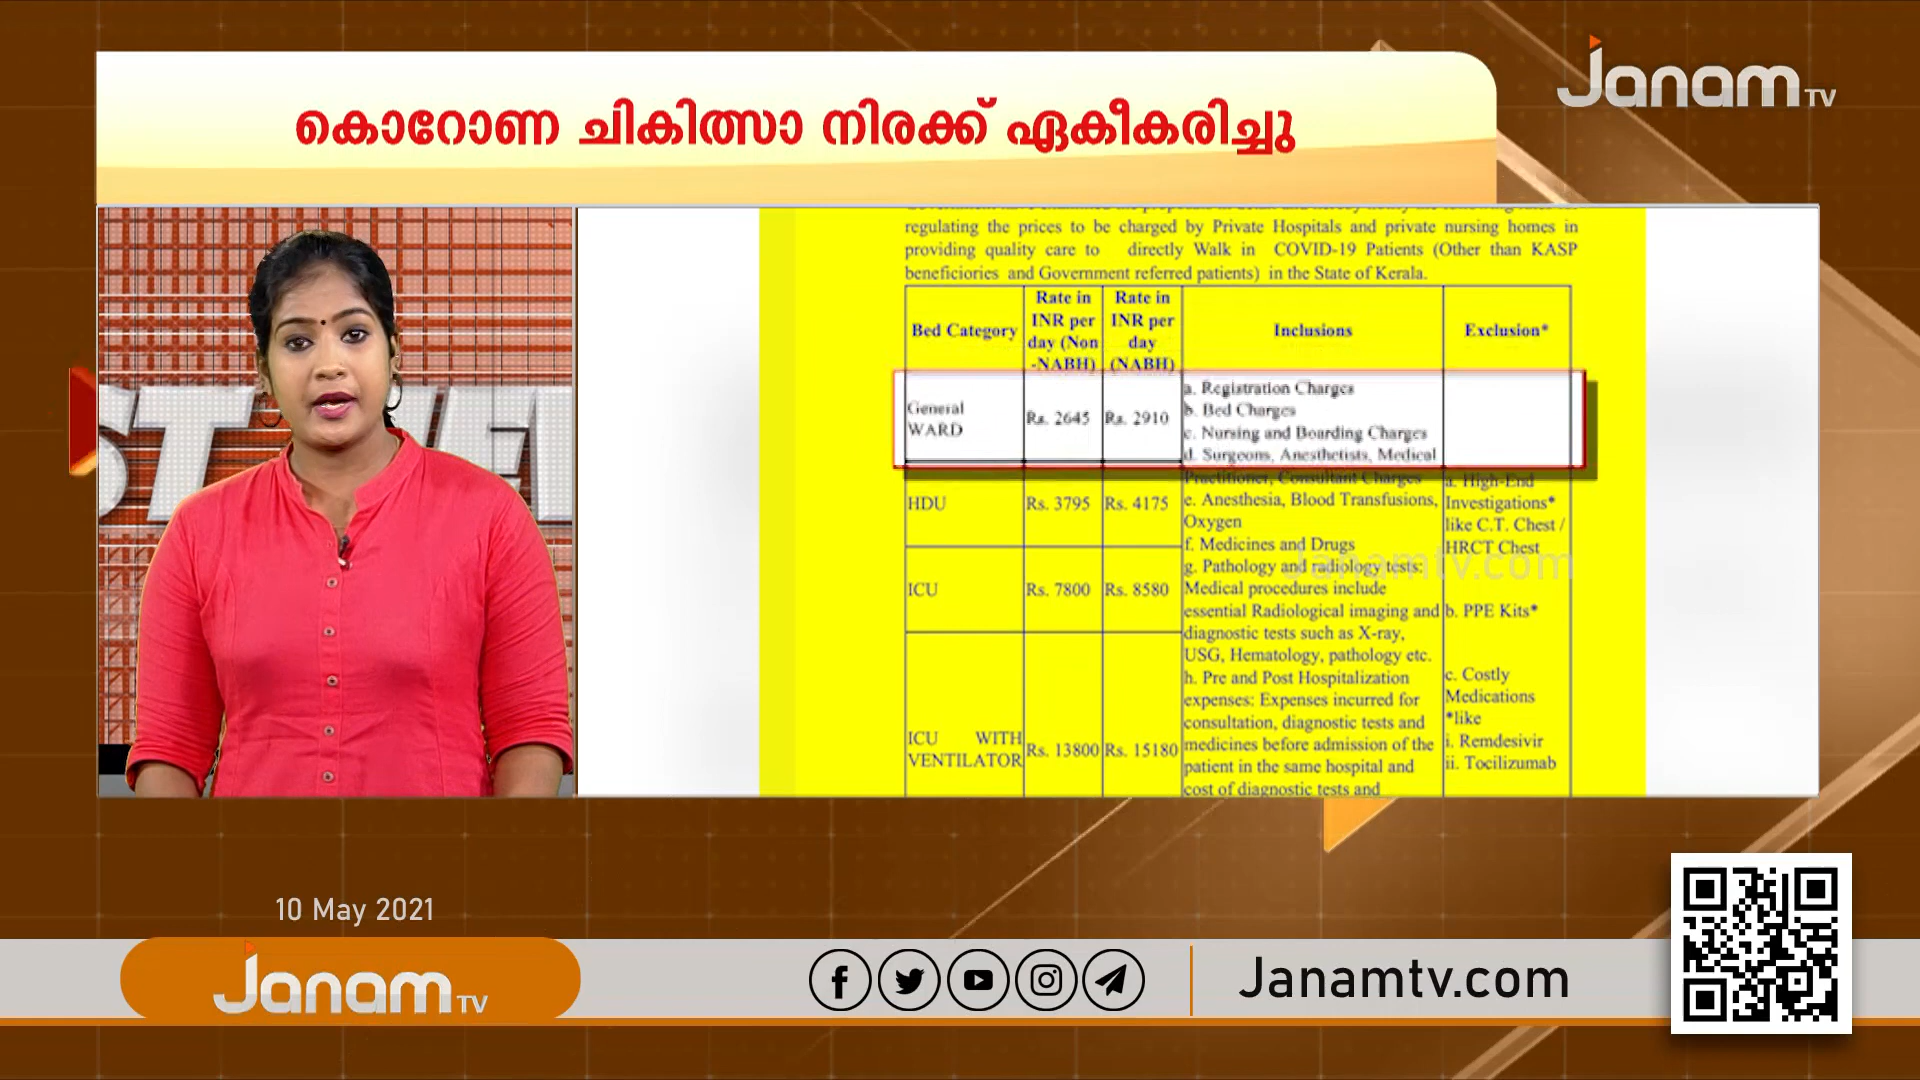 കൊറോണ ചികിത്സാ നിരക്ക് ഏകീകരിച്ചു
Janam TV
regulating the prices to be charged by Private Hospitals and private nursing homes in
providing quality care to directly Walk in COVID-19 Patients (Other than KASP
beneficiories and Government referred patients) in the State of Kerala.
Bed Category
Rate in
INR per
day (Non
-NABH)
Rate in
INR per
day
(NABH)
Inclusions
Exclusion*
General
WARD
Rs. 2645
Rs. 2910
a. Registration Charges
b. Bed Charges
c. Nursing and Boarding Charges
d. Surgeons, Anesthetists, Medical
Practitioner, Consultant Charges
HDU
Rs. 3795
Rs. 4175
e. Anesthesia, Blood Transfusions,
Oxygen
f. Medicines and Drugs
g. Pathology and radiology tests:
Medical procedures include
essential Radiological imaging and
diagnostic tests such as X-ray,
USG, Hematology, pathology etc.
h. Pre and Post Hospitalization
expenses: Expenses incurred for
consultation, diagnostic tests and
medicines before admission of the
patient in the same hospital and
cost of diagnostic tests and
a. High-End
Investigations*
like C.T. Chest /
HRCT Chest
b. PPE Kits*
c. Costly
Medications
*like
i. Remdesivir
ii. Tocilizumab
ICU
Rs. 7800
Rs. 8580
ICU WITH
VENTILATOR
Rs. 13800
Rs. 15180
Janamtv.com
10 May 2021
Janam TV
Janamtv.com